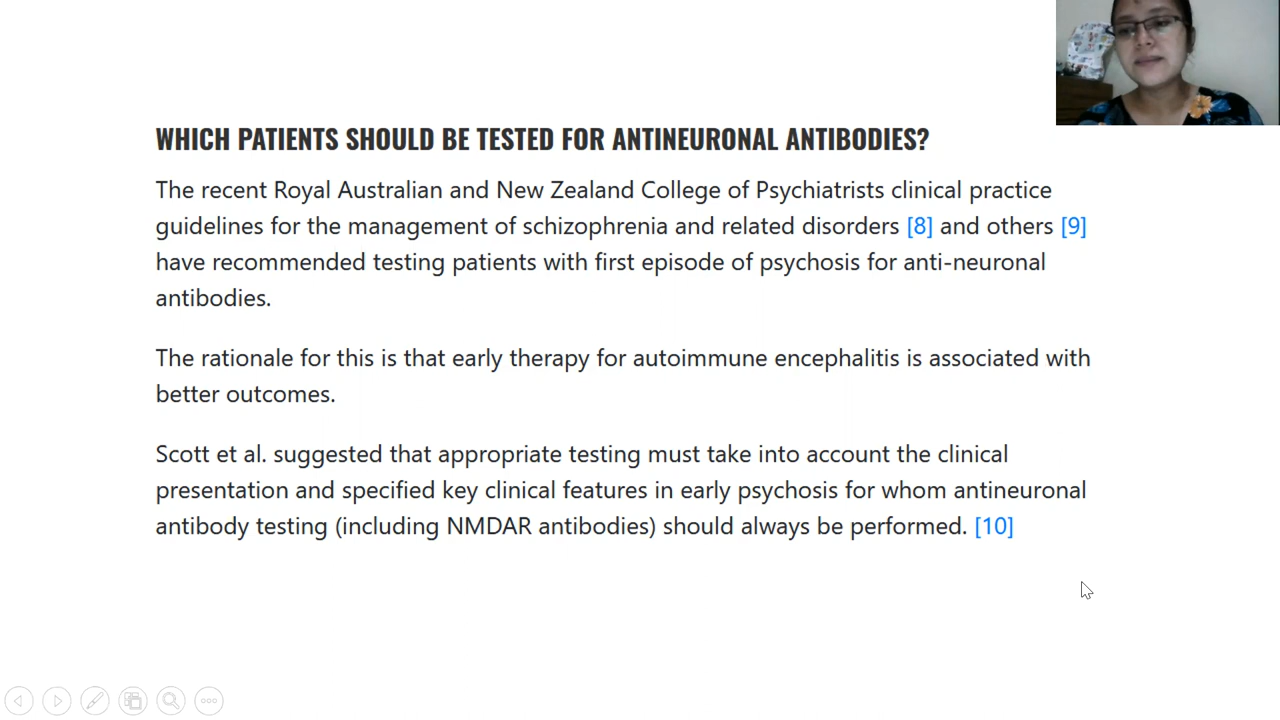 WHICH PATIENTS SHOULD BE TESTED FOR ANTINEURONAL ANTIBODIES?
The recent Royal Australian and New Zealand College of Psychiatrists clinical practice
guidelines for the management of schizophrenia and related disorders [8] and others [9]
have recommended testing patients with first episode of psychosis for anti-neuronal
antibodies.
The rationale for this is that early therapy for autoimmune encephalitis is associated with
better outcomes.
Scott et al. suggested that appropriate testing must take into account the clinical
presentation and specified key clinical features in early psychosis for whom antineuronal
antibody testing (including NMDAR antibodies) should always be performed. [10]